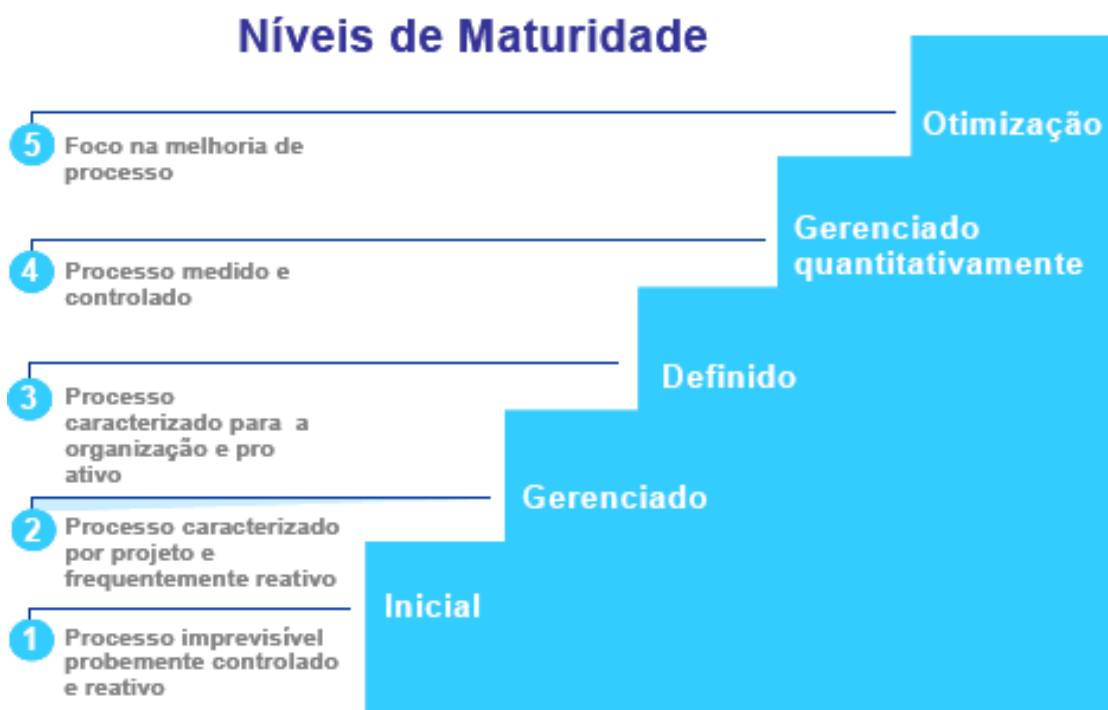 Níveis de Maturidade
Otimização
5
Foco na melhoria de
processo
Gerenciado
quantitativamente
4
Processo medido e
controlado
Definido
3
Processo
caracterizado para a
organização e pro
ativo
Gerenciado
2
Processo caracterizado
por projeto e
frequentemente reativo
Inicial
1
Processo imprevisível
probemente controlado
e reativo